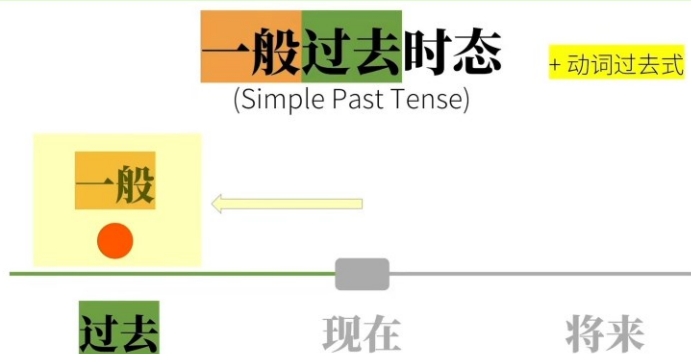 一般过去时态
+ 动词过去式
(Simple Past Tense)
一般
过去 现在 将来